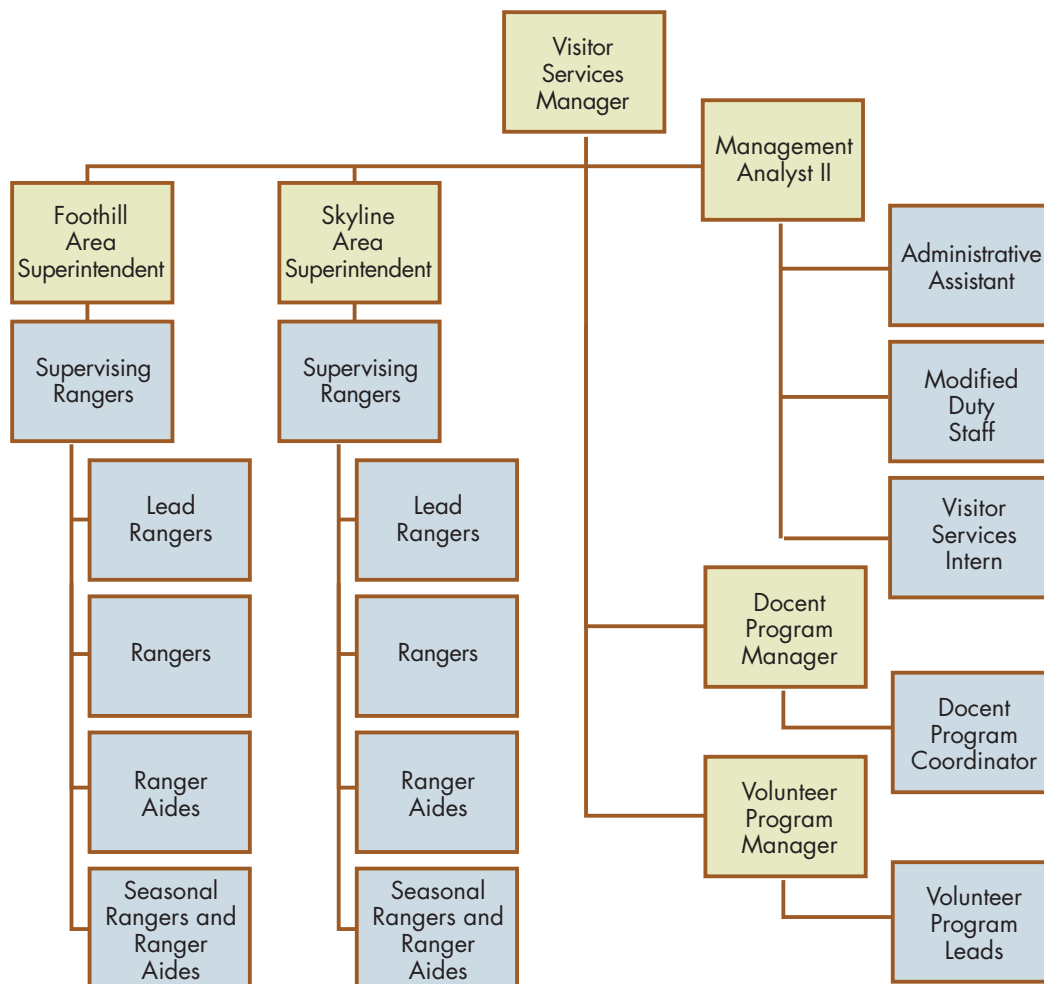 Visitor
Services
Manager
Management
Analyst II
Foothill
Area
Superintendent
Skyline
Area
Superintendent
Administrative
Assistant
Supervising
Rangers
Supervising
Rangers
Modified
Duty
Staff
Lead
Rangers
Lead
Rangers
Visitor
Services
Intern
Rangers
Rangers
Docent
Program
Manager
Docent
Program
Coordinator
Ranger
Aides
Ranger
Aides
Volunteer
Program
Manager
Seasonal
Rangers and
Ranger
Aides
Seasonal
Rangers and
Ranger
Aides
Volunteer
Program
Leads